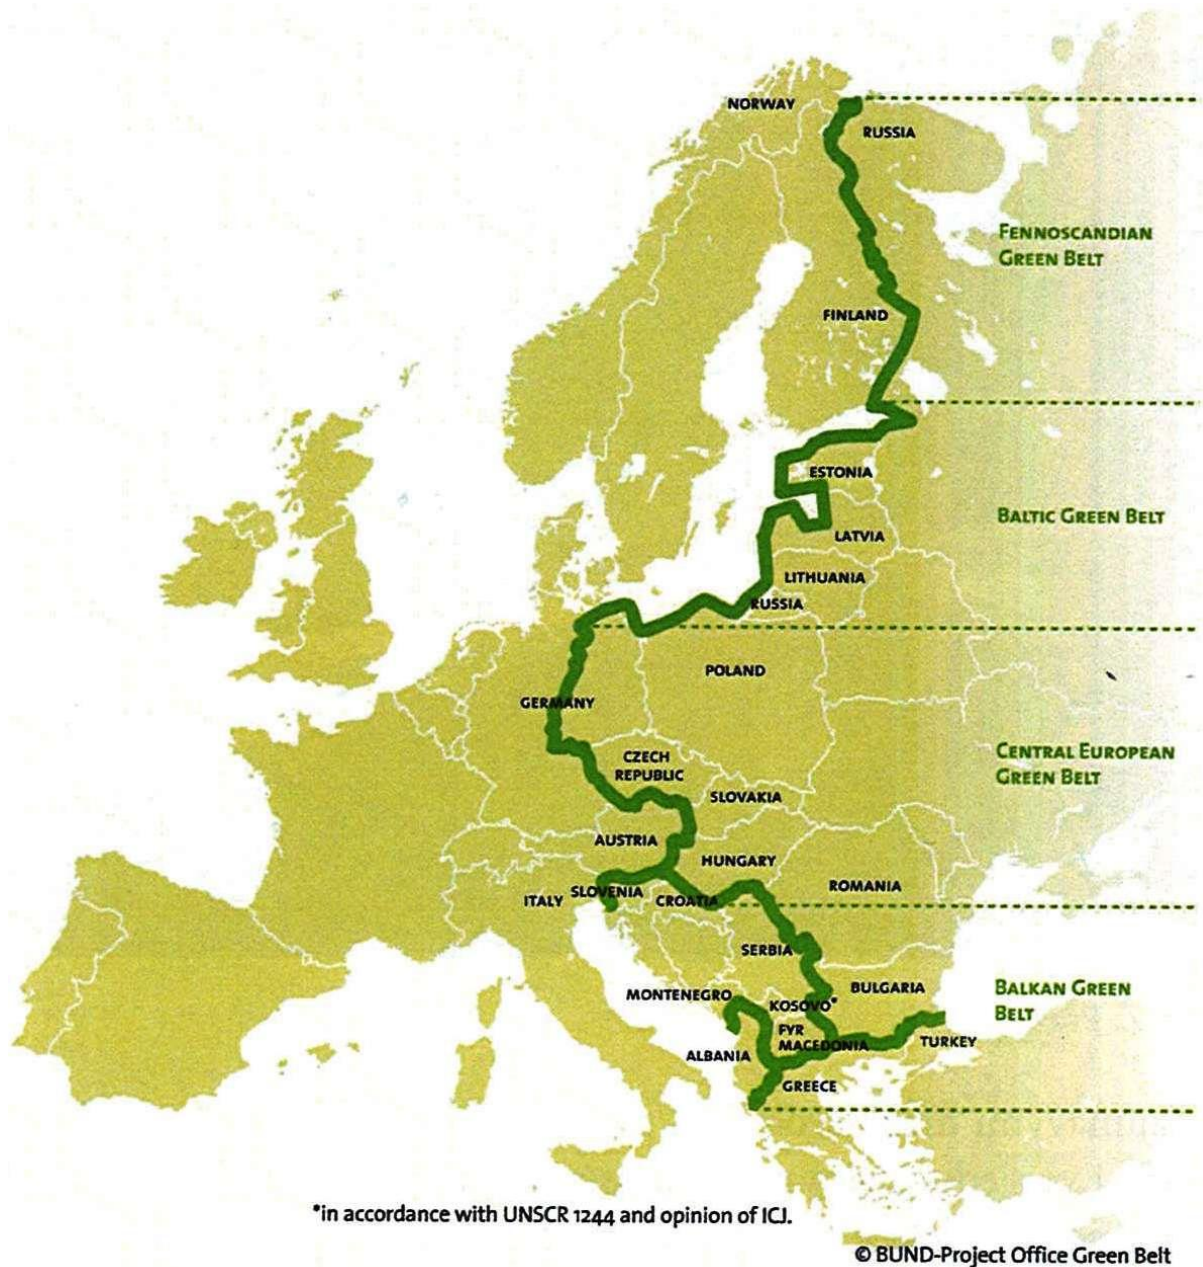 NORWAY
RUSSIA
FENNOSCANDIAN
GREEN BELT
FINLAND
ESTONIA
BALTIC GREEN BELT
LATVIA
LITHUANIA
RUSSIA
POLAND
GERMANY
CZECH
REPUBLIC
CENTRAL EUROPEAN
GREEN BELT
SLOVAKIA
AUSTRIA
HUNGARY
ROMANIA
SLOVENIA
ITALY
CROATIA
SERBIA
BULGARIA
BALKAN GREEN
BELT
MONTENEGRO
KOSOVO*
FYR
MACEDONIA
TURKEY
ALBANIA
GREECE
*in accordance with UNSCR 1244 and opinion of ICJ.
© BUND-Project Office Green Belt